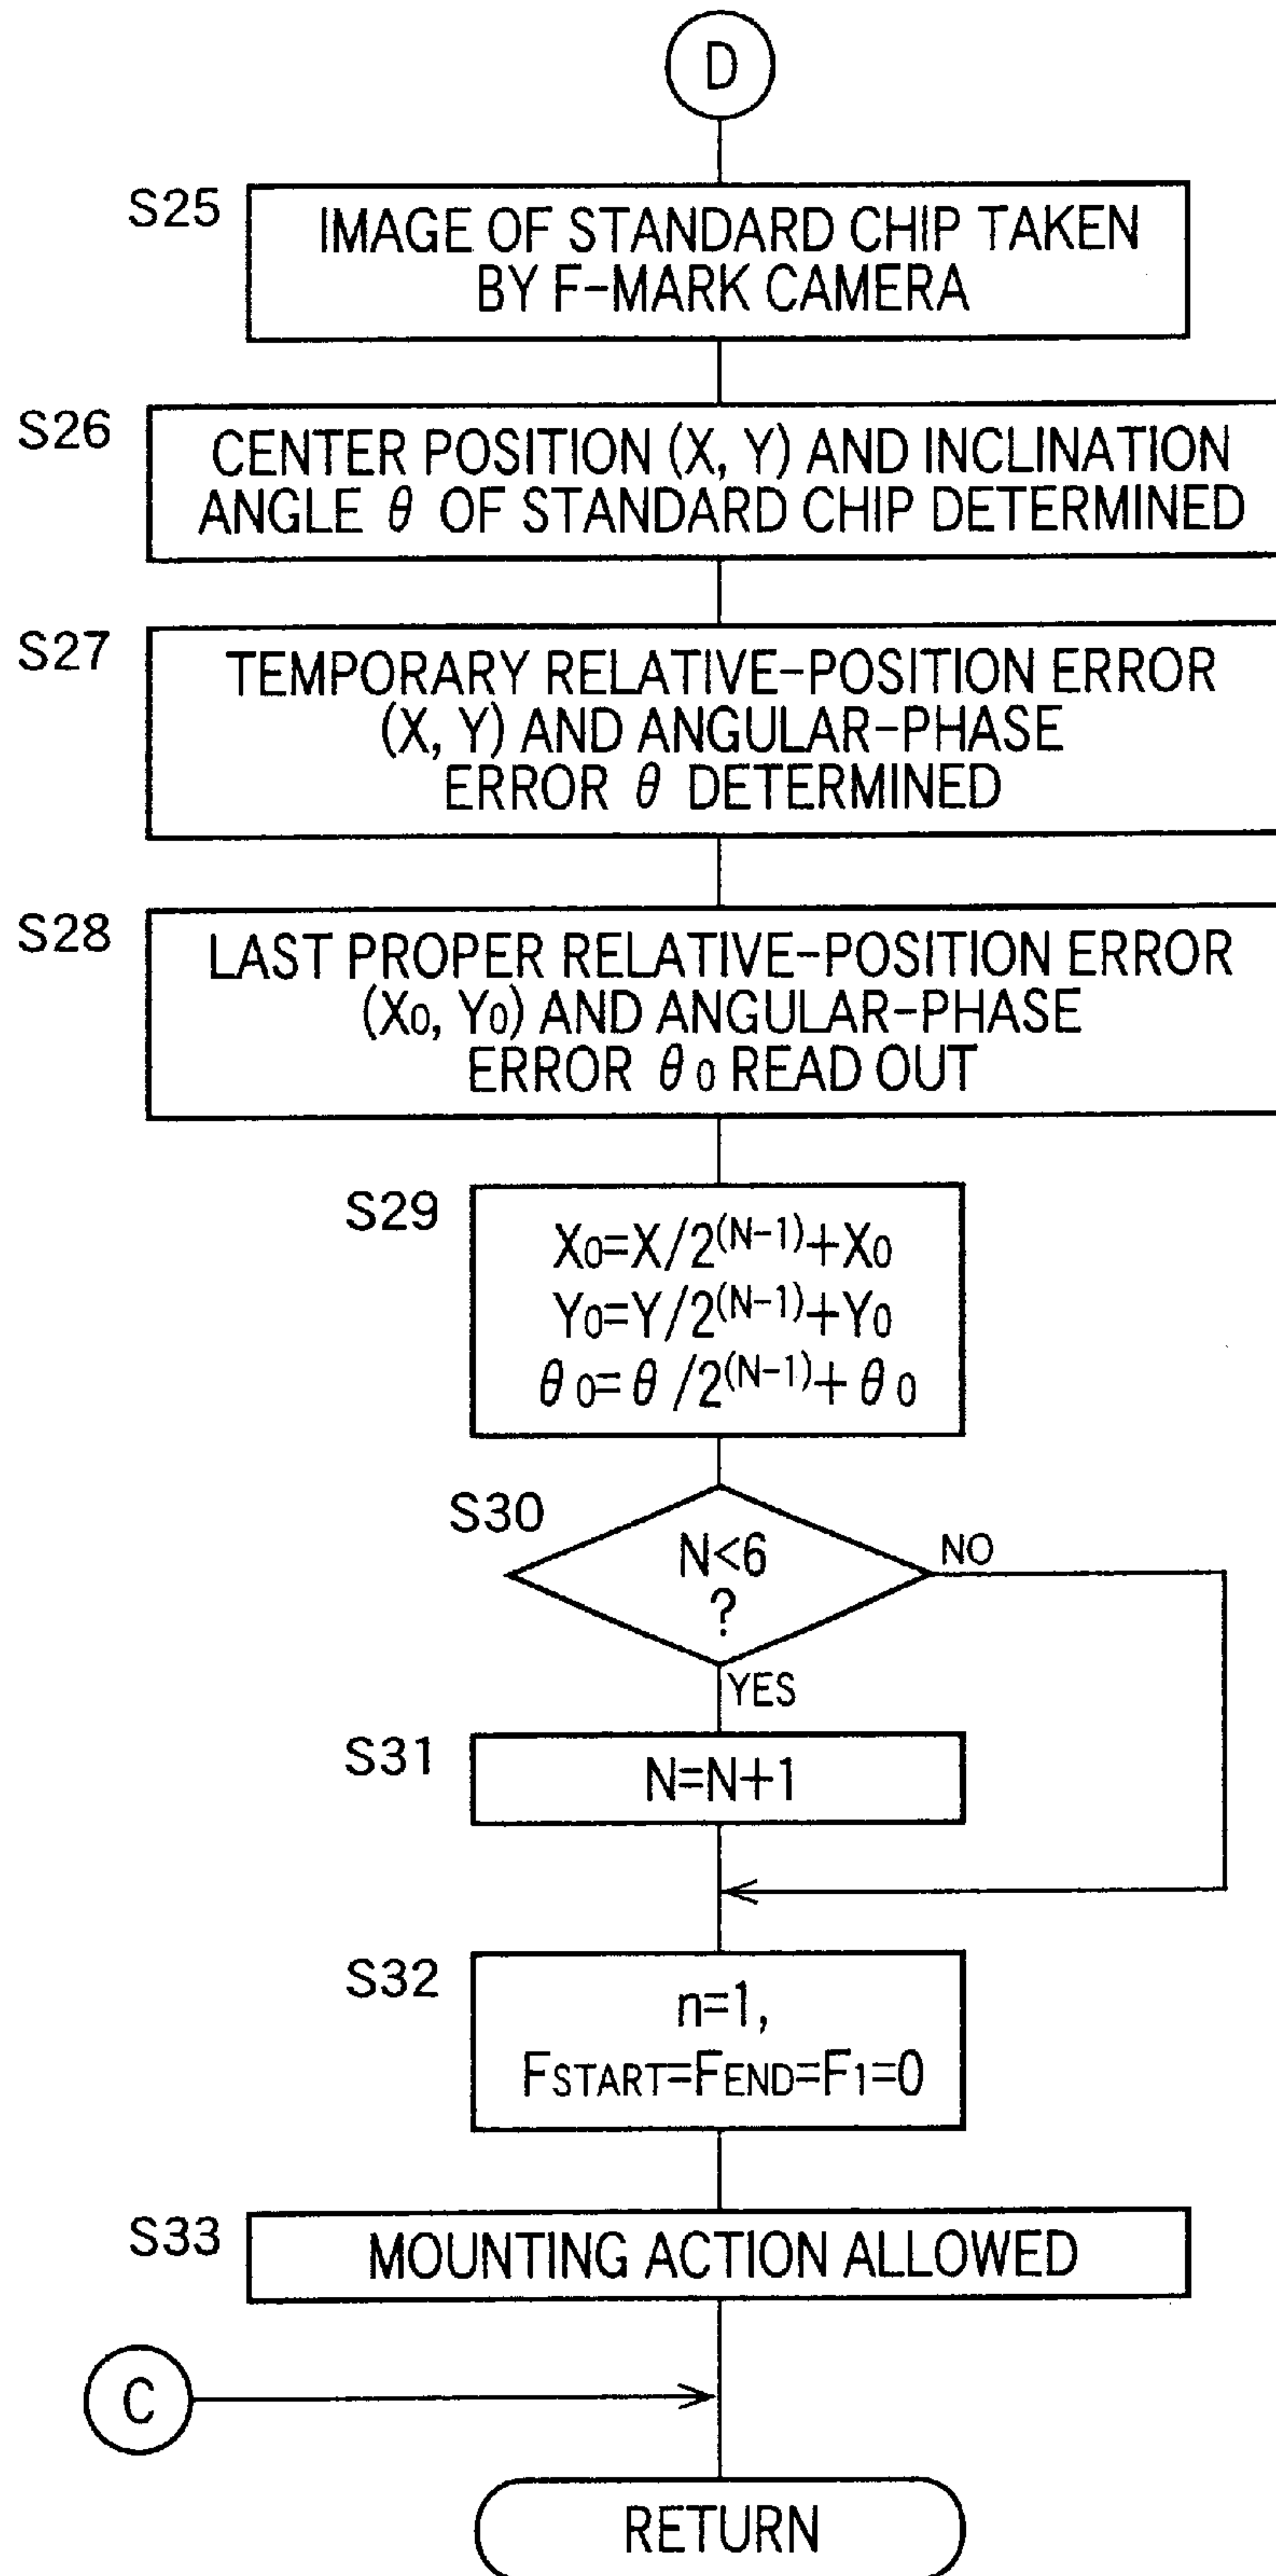 D
S25
IMAGE OF STANDARD CHIP TAKEN
BY F-MARK CAMERA
S26
CENTER POSITION (X, Y) AND INCLINATION
ANGLE θ OF STANDARD CHIP DETERMINED
S27
TEMPORARY RELATIVE-POSITION ERROR
(X, Y) AND ANGULAR-PHASE
ERROR θ DETERMINED
S28
LAST PROPER RELATIVE-POSITION ERROR
(X0, Y0) AND ANGULAR-PHASE
ERROR θ0 READ OUT
S29
X0=X/2^(N-1)+X0
Y0=Y/2^(N-1)+Y0
θ0=θ/2^(N-1)+θ0
S30
N<6
?
NO
YES
S31
N=N+1
S32
n=1,
FSTART=FEND=F1=0
S33
MOUNTING ACTION ALLOWED
C
RETURN